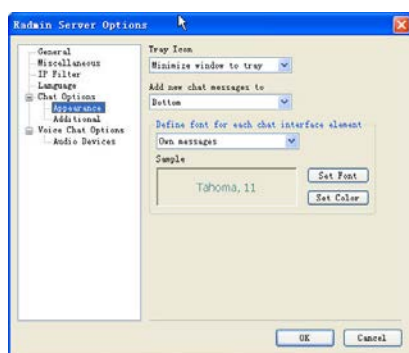 Radmin Server Options
General
Miscellaneous
IP Filter
Language
Chat Options
Appearance
Additional
Voice Chat Options
Audio Devices
Tray Icon
Minimize window to tray
Add new chat messages to
Bottom
Define font for each chat interface element
Own messages
Sample
Tahoma, 11
Set Font
Set Color
OK
Cancel